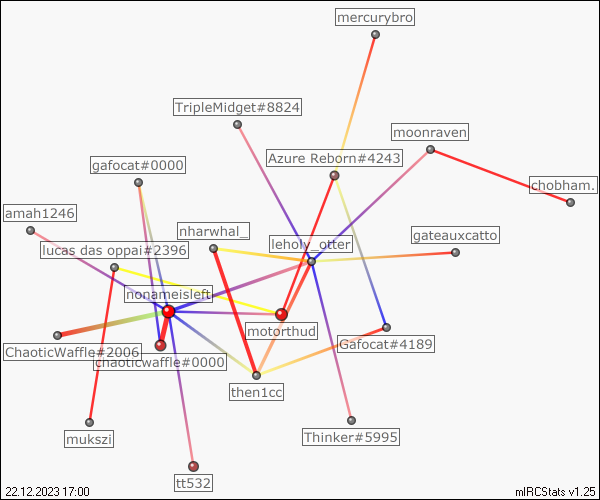 mercurybro
TripleMidget#8824
moonraven
Azure Reborn#4243
gafocat#0000
chobham.
amah1246
nharwhal_
leholy_otter
gateauxcatto
lucas das oppai#2396
nonameisleft
motorthud
Gafocat#4189
ChaoticWaffle#2006
chaoticwaffle#0000
then1cc
mukszi
Thinker#5995
tt532
22.12.2023 17:00
mIRCStats v1.25